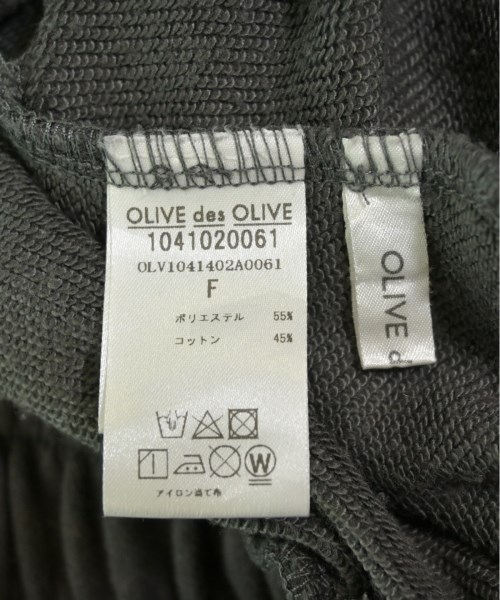 OLIVE des OLIVE
1041020061
OLV1041402A0061
F
ポリエステル 55%
コットン 45%
W
アイロン当て布
OLIVE d